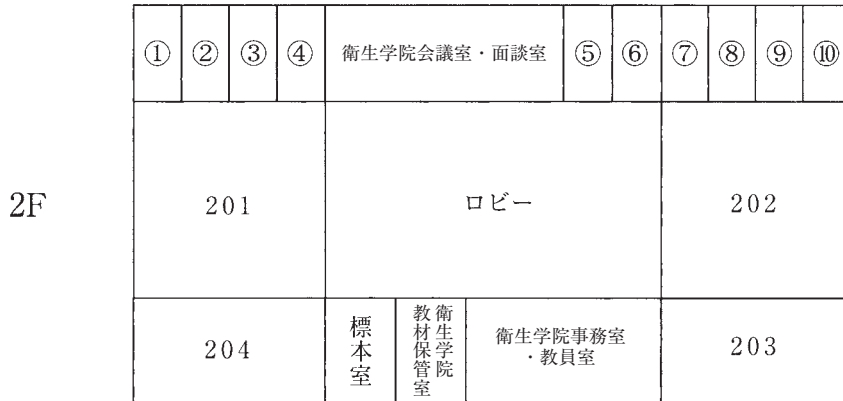 ① ② ③ ④ 衛生学院会議室・面談室 ⑤ ⑥ ⑦ ⑧ ⑨ ⑩
2F
201
ロビー
202
204
標本室
衛生学院
教材保管室
衛生学院事務室
・教員室
203